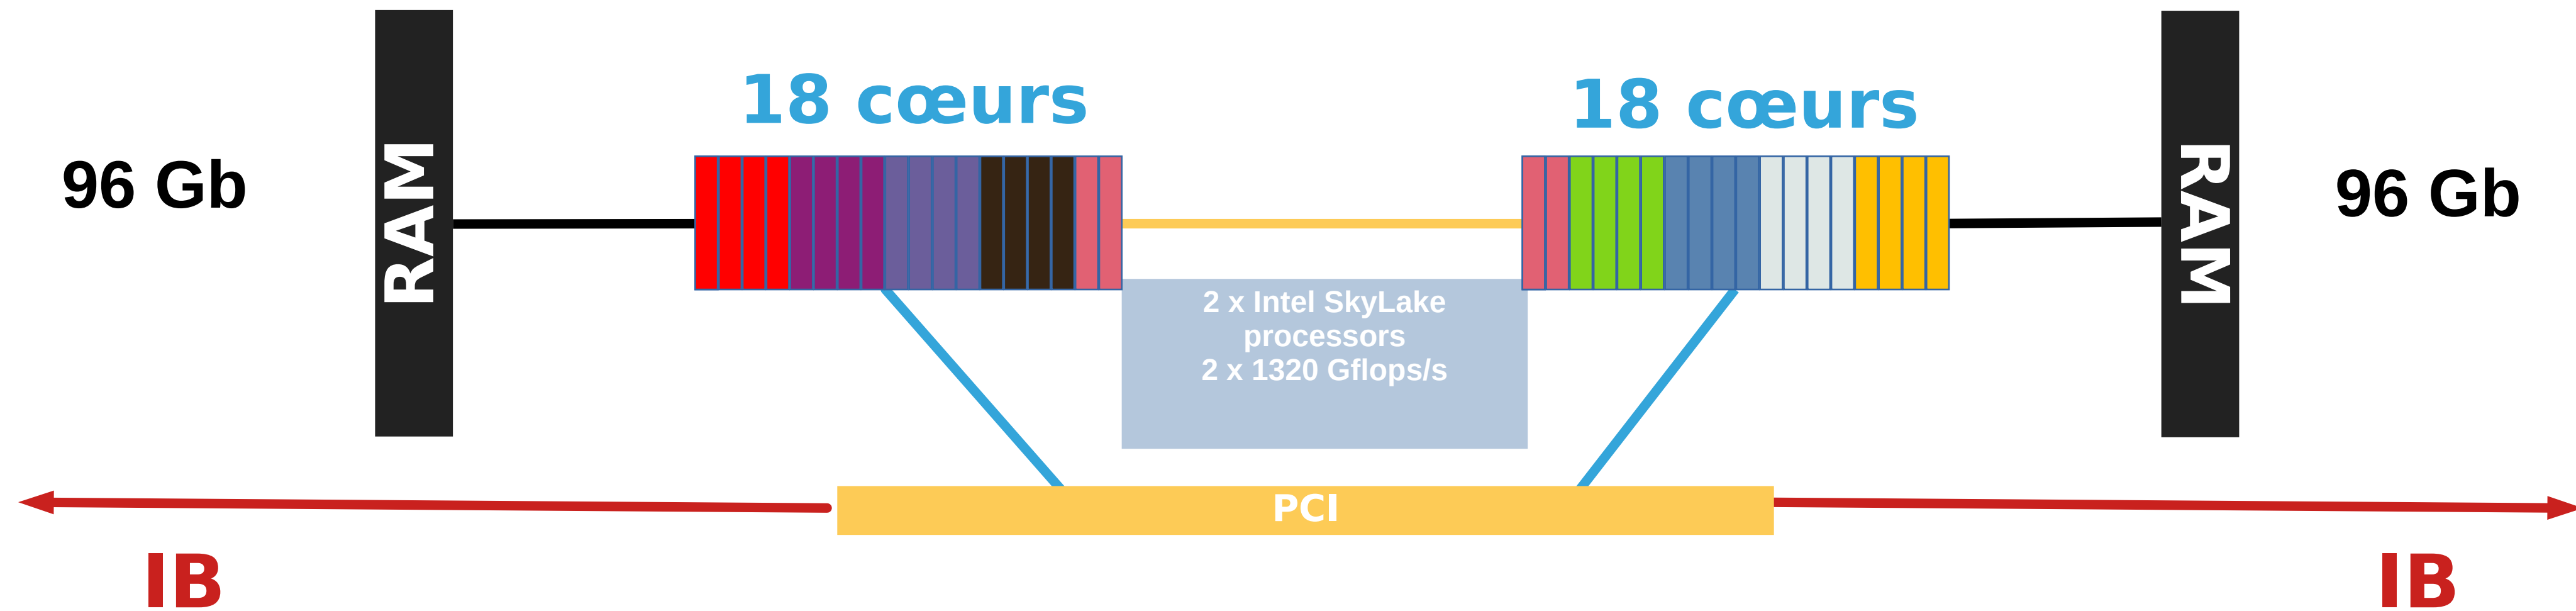 18 cœurs
18 cœurs
96 Gb
RAM
RAM
96 Gb
2 x Intel SkyLake
processors
2 x 1320 Gflops/s
PCI
IB
IB